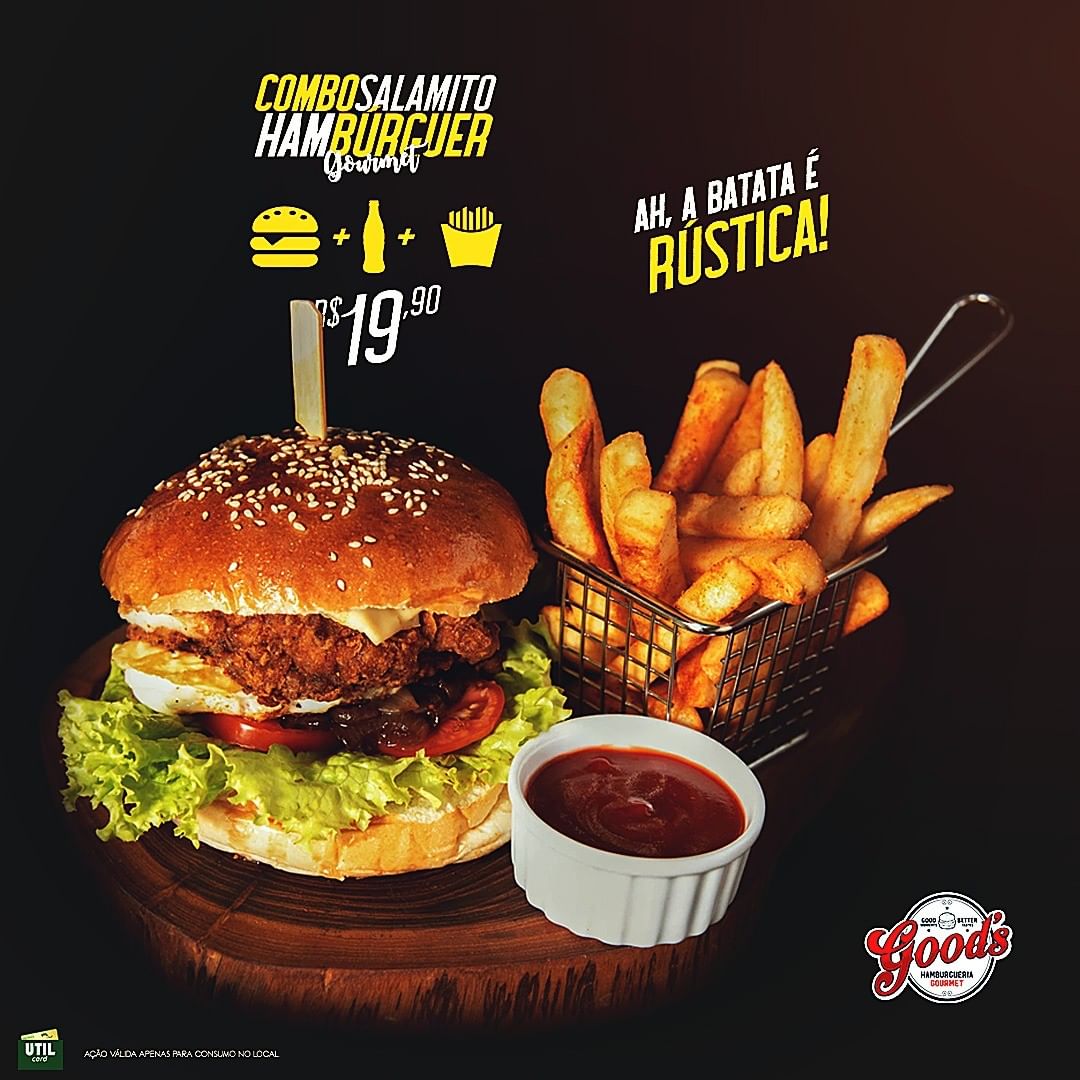 COMBOSALAMITO
HAMBÚRGUER
Gourmet
+ +
R$19,90
AH, A BATATA É
RÚSTICA!
GOOD BETTER
Good's
HAMBURGUERIA
GOURMET
UTIL
card
AÇÃO VÁLIDA APENAS PARA CONSUMO NO LOCAL